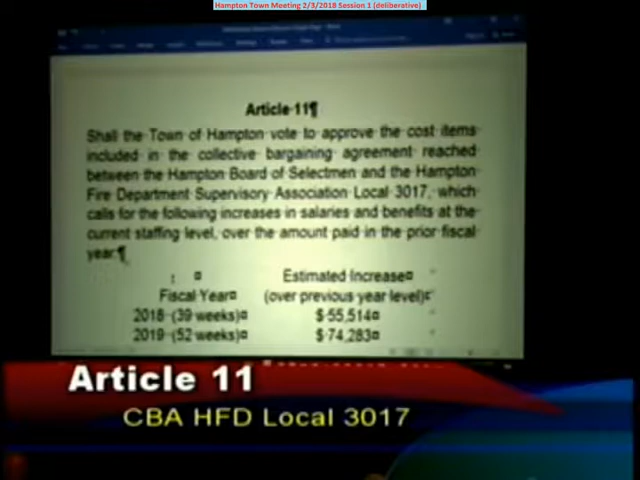 Hampton Town Meeting 2/3/2018 Session 1 (deliberative)
Article 11¶
Shall the Town of Hampton vote to approve the cost items
included in the collective bargaining agreement reached
between the Hampton Board of Selectmen and the Hampton
Fire Department Supervisory Association Local 3017, which
calls for the following increases in salaries and benefits at the
current staffing level, over the amount paid in the prior fiscal
year:¶
Estimated Increase¤
Fiscal Year¤ (over previous year level)¤
2018 (39 weeks)¤ $ 55,514¤
2019 (52 weeks)¤ $ 74,283¤
Article 11
CBA HFD Local 3017